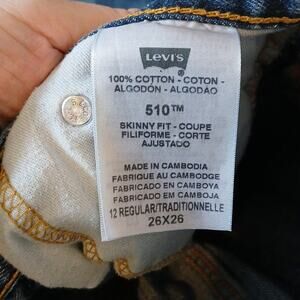 LEVI'S
®
100% COTTON - COTON -
ALGODÓN - ALGODÃO
510™
SKINNY FIT - COUPE
FILIFORME - CORTE
AJUSTADO
MADE IN CAMBODIA
FABRIQUE AU CAMBODGE
FABRICADO EN CAMBOYA
FABRICADO EM CAMBOJA
12 REGULAR/TRADITIONNELLE
26X26